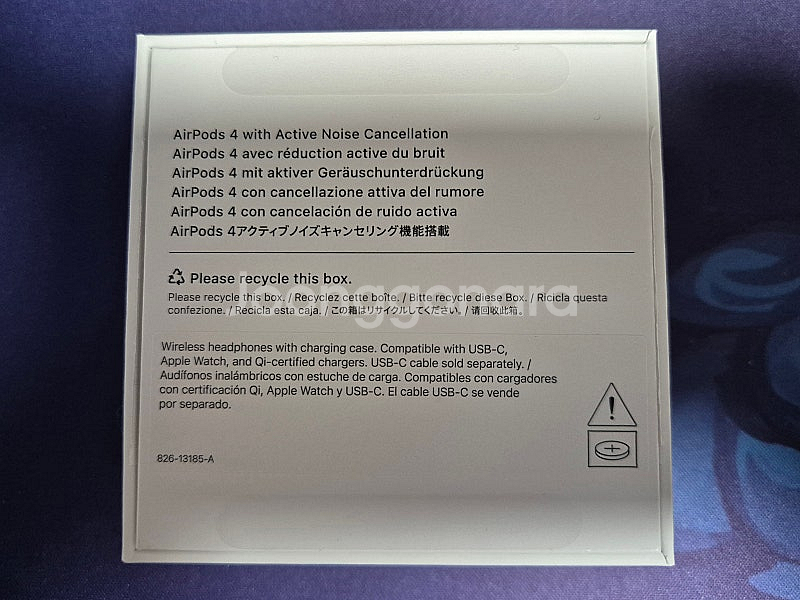 AirPods 4 with Active Noise Cancellation
AirPods 4 avec réduction active du bruit
AirPods 4 mit aktiver Geräuschunterdrückung
AirPods 4 con cancellazione attiva del rumore
AirPods 4 con cancelación de ruido activa
AirPods 4アクティブノイズキャンセリング機能搭載
Please recycle this box.
Please recycle this box. / Recyclez cette boîte. / Bitte recycle diese Box. / Ricicla questa
confezione. / Recicla esta caja. / この箱はリサイクルしてください。/ 请回收此箱。
joonggonara
Wireless headphones with charging case. Compatible with USB-C,
Apple Watch, and Qi-certified chargers. USB-C cable sold separately. /
Audífonos inalámbricos con estuche de carga. Compatibles con cargadores
con certificación Qi, Apple Watch y USB-C. El cable USB-C se vende
por separado.
826-13185-A